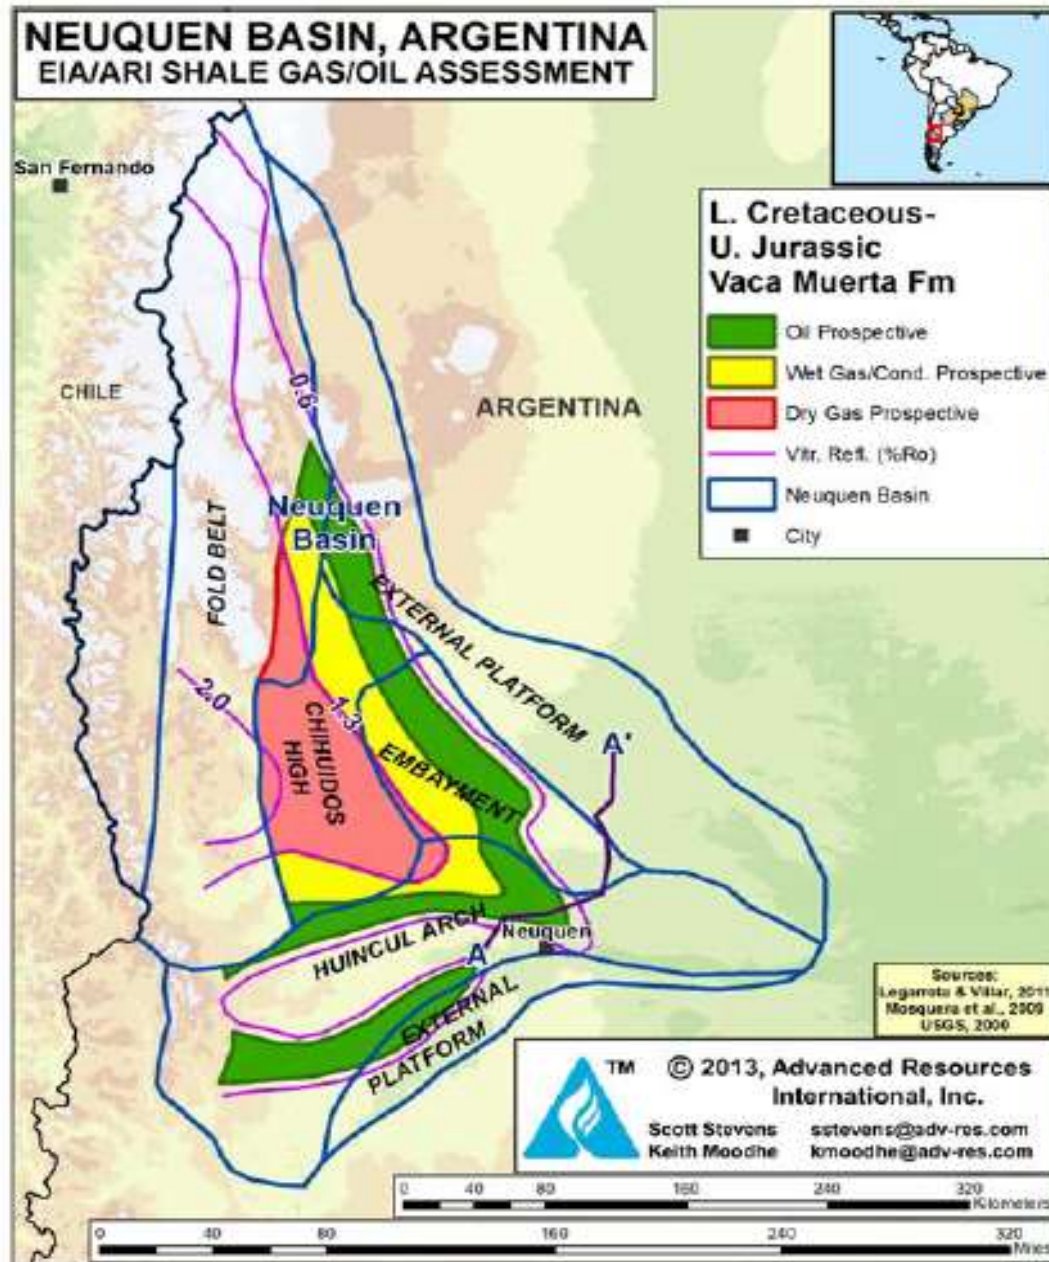 NEUQUEN BASIN, ARGENTINA
EIA/ARI SHALE GAS/OIL ASSESSMENT
San Fernando
L. Cretaceous-
U. Jurassic
Vaca Muerta Fm
Oil Prospective
Wet Gas/Cond. Prospective
Dry Gas Prospective
Vitr. Refl. (%Ro)
Neuquen Basin
City
CHILE
0.6
ARGENTINA
Neuquen
Basin
FOLD BELT
EXTERNAL PLATFORM
2.0
1.3
CHIHUIDOS
HIGH
EMBAYMENT
A'
HUINCUL ARCH
Neuquen
A
EXTERNAL
PLATFORM
Sources:
Legarreta & Villar, 2011
Mosquera et al., 2009
USGS, 2000
TM
© 2013, Advanced Resources
International, Inc.
Scott Stevens sstevens@adv-res.com
Keith Moodhe kmoodhe@adv-res.com
0 40 80 160 240 320
Kilometers
0 40 80 160 240 320
Miles